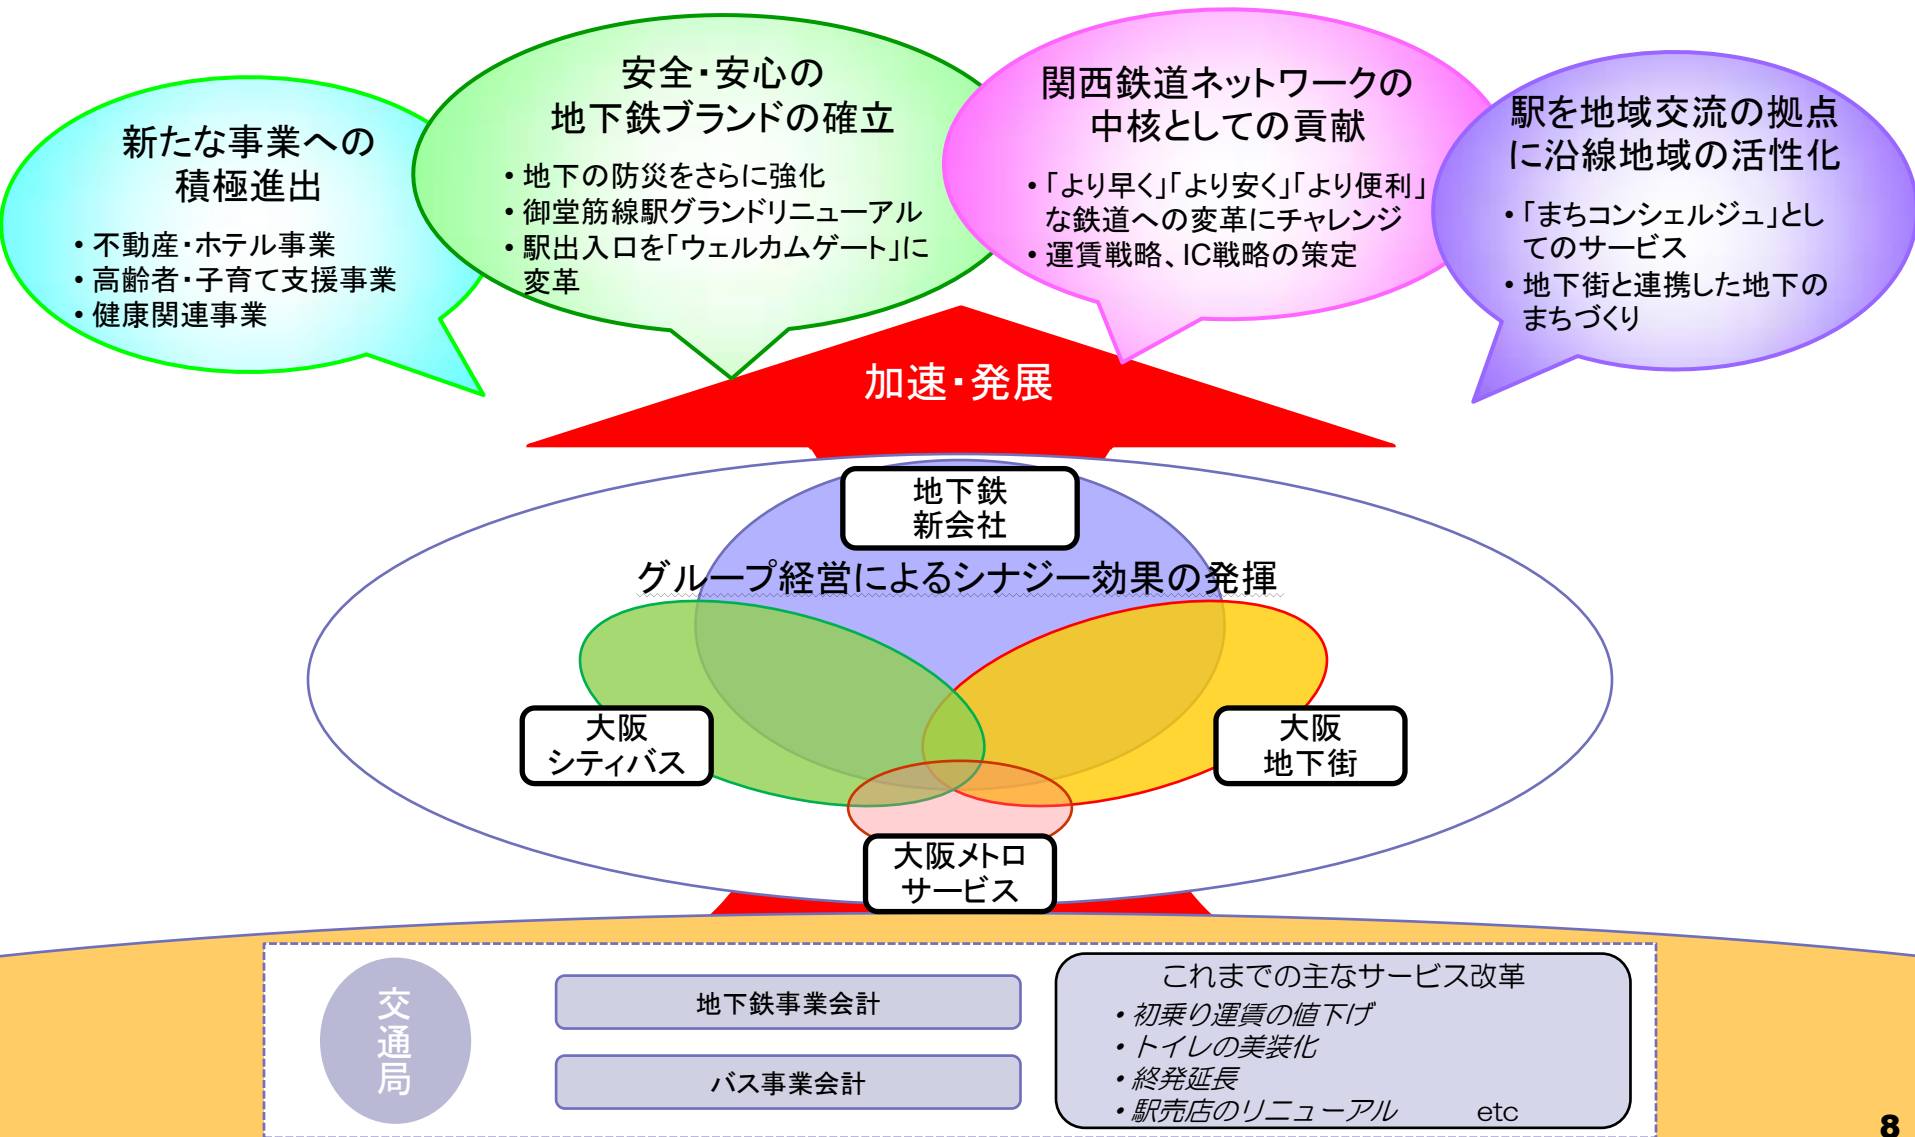 新たな事業への
積極進出
• 不動産・ホテル事業
• 高齢者・子育て支援事業
• 健康関連事業
安全・安心の
地下鉄ブランドの確立
• 地下の防災をさらに強化
• 御堂筋線駅グランドリニューアル
• 駅出入口を「ウェルカムゲート」に
変革
関西鉄道ネットワークの
中核としての貢献
• 「より早く」「より安く」「より便利」
な鉄道への変革にチャレンジ
• 運賃戦略、IC戦略の策定
駅を地域交流の拠点
に沿線地域の活性化
• 「まちコンシェルジュ」とし
てのサービス
• 地下街と連携した地下の
まちづくり
加速・発展
地下鉄
新会社
グループ経営によるシナジー効果の発揮
大阪
シティバス
大阪
地下街
大阪メトロ
サービス
交通局
地下鉄事業会計
バス事業会計
これまでの主なサービス改革
・初乗り運賃の値下げ
・トイレの美装化
・終発延長
・駅売店のリニューアル etc
8